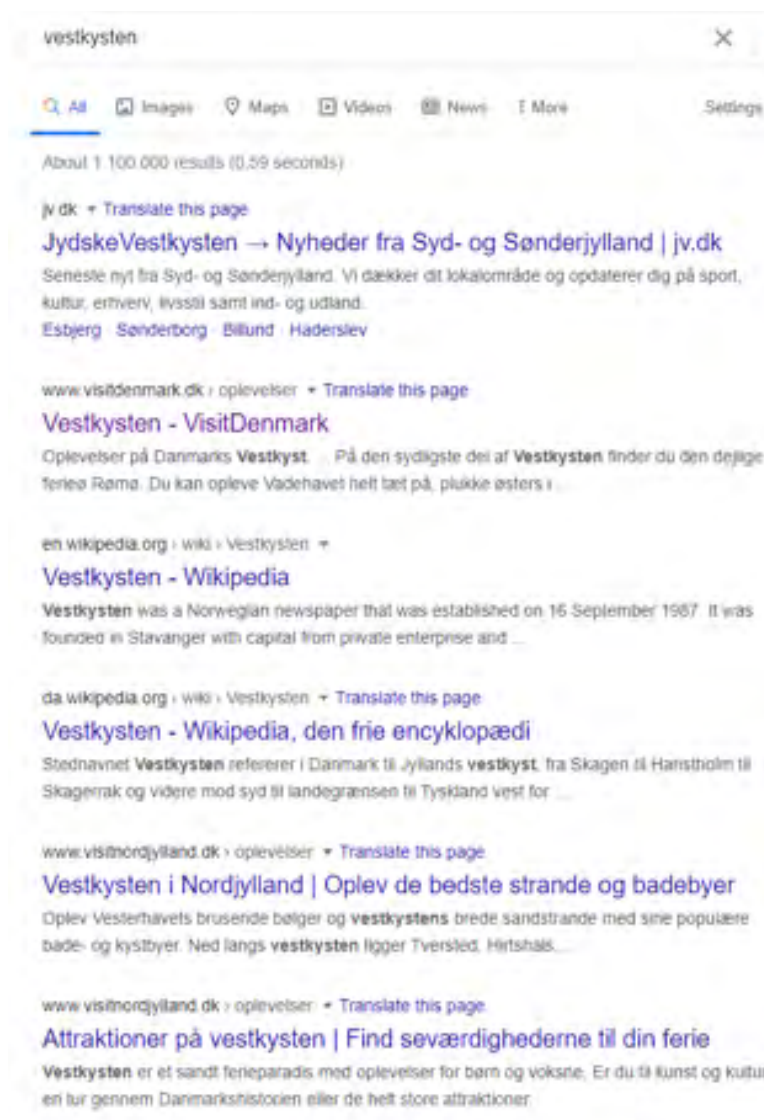 vestkysten
All Images Maps Videos News More Settings
About 1 100 000 results (0,59 seconds)
jv.dk Translate this page
JydskeVestkysten → Nyheder fra Syd- og Sønderjylland | jv.dk
Seneste nyt fra Syd- og Sønderjylland. Vi dækker dit lokalområde og opdaterer dig på sport,
kultur, erhverv, livsstil samt ind- og udland.
Esbjerg · Sønderborg · Billund · Haderslev
www.visitdenmark.dk › oplevelser Translate this page
Vestkysten - VisitDenmark
Oplevelser på Danmarks Vestkyst. ... På den sydligste del af Vestkysten finder du den dejlige
ferieø Rømø. Du kan opleve Vadehavet helt tæt på, plukke østers i ...
en.wikipedia.org › wiki › Vestkysten
Vestkysten - Wikipedia
Vestkysten was a Norwegian newspaper that was established on 16 September 1987. It was
founded in Stavanger with capital from private enterprise and ...
da.wikipedia.org › wiki › Vestkysten Translate this page
Vestkysten - Wikipedia, den frie encyklopædi
Stednavnet Vestkysten refererer i Danmark til Jyllands vestkyst, fra Skagen til Hanstholm til
Skagerrak og videre mod syd til landegrænsen til Tyskland vest for ...
www.visitnordjylland.dk › oplevelser Translate this page
Vestkysten i Nordjylland | Oplev de bedste strande og badebyer
Oplev Vesterhavets brusende bølger og vestkystens brede sandstrande med sine populære
bade- og kystbyer. Ned langs vestkysten ligger Tversted, Hirtshals...
www.visitnordjylland.dk › oplevelser Translate this page
Attraktioner på vestkysten | Find seværdighederne til din ferie
Vestkysten er et sandt ferieparadis med oplevelser for børn og voksne. Er du til kunst og kultur
en tur gennem Danmarkshistorien eller de helt store attraktioner